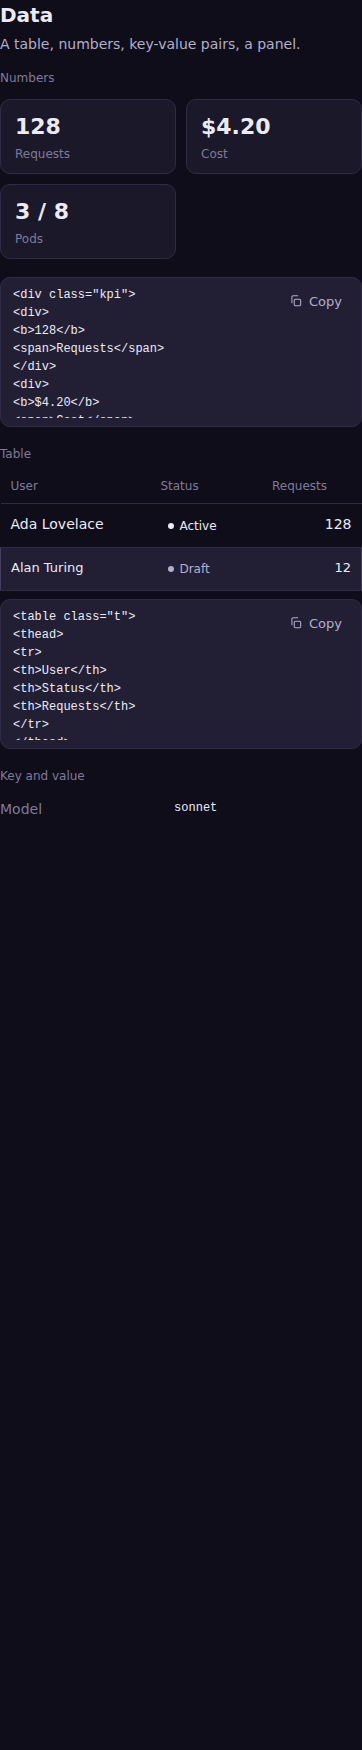 Data
A table, numbers, key-value pairs, a panel.
Numbers
128
Requests
$4.20
Cost
3 / 8
Pods
Copy
<div class="kpi">
<div>
<b>128</b>
<span>Requests</span>
</div>
<div>
<b>$4.20</b>
Table
User Status Requests
Ada Lovelace Active 128
Alan Turing Draft 12
Copy
<table class="t">
<thead>
<tr>
<th>User</th>
<th>Status</th>
<th>Requests</th>
</tr>
Key and value
Model sonnet